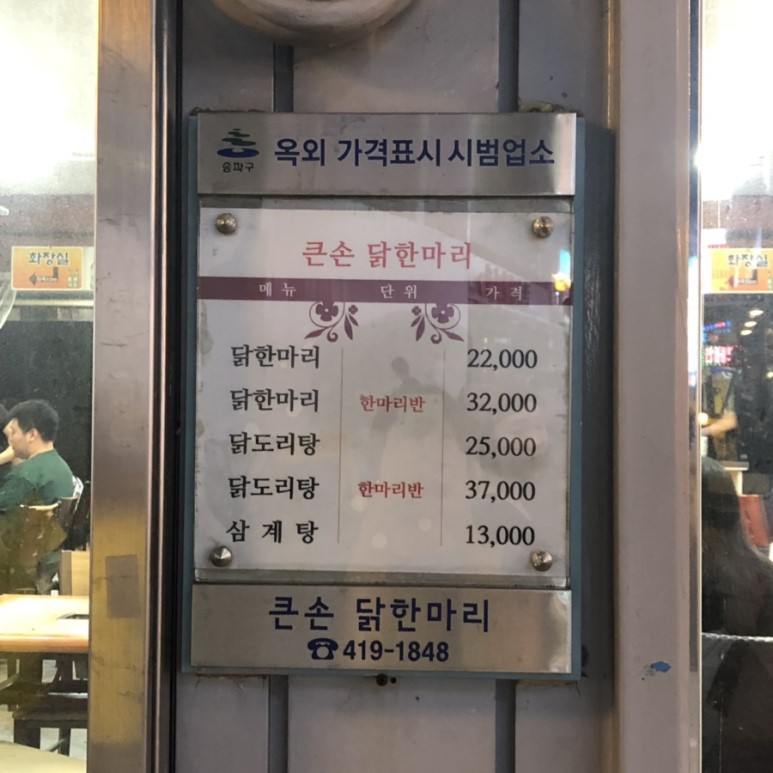 송파구
옥외 가격표시시범업소
큰손 닭한마리
메뉴 단위 가격
닭한마리 22,000
닭한마리 한마리반 32,000
닭도리탕 25,000
닭도리탕 한마리반 37,000
삼계탕 13,000
큰손 닭한마리
☎419-1848
화장실
화장실